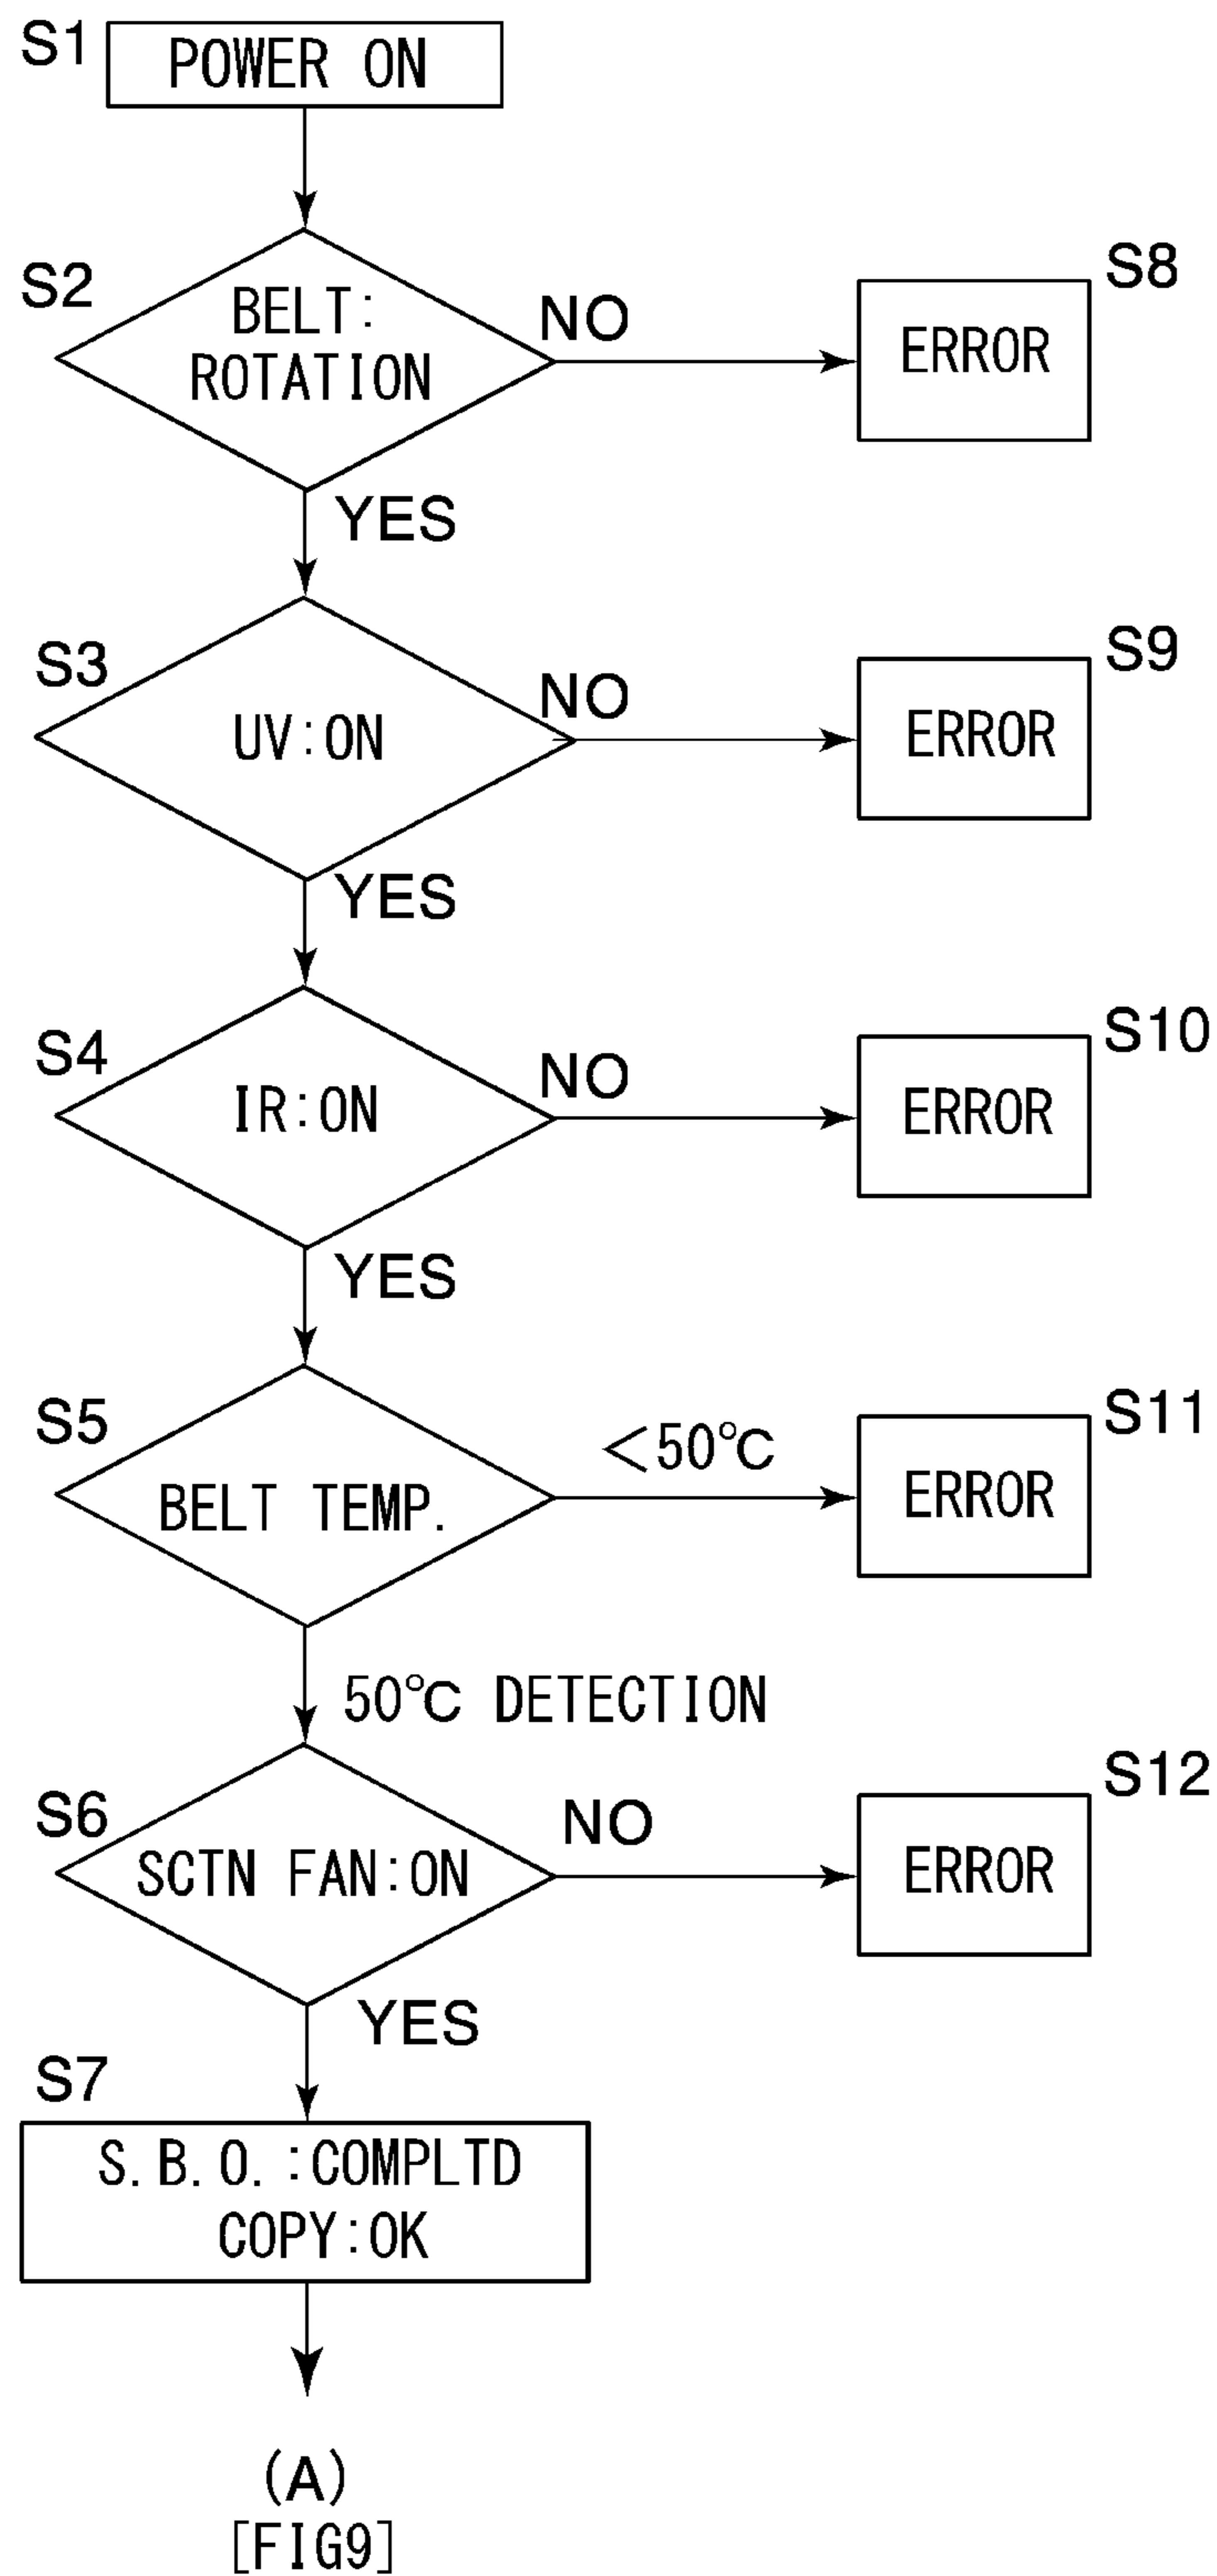 S1
POWER ON
S2
BELT:
ROTATION
NO
S8
ERROR
YES
S3
UV:ON
NO
S9
ERROR
YES
S4
IR:ON
NO
S10
ERROR
YES
S5
BELT TEMP.
<50℃
S11
ERROR
50℃ DETECTION
S6
SCTN FAN:ON
NO
S12
ERROR
YES
S7
S.B.O.:COMPLTD
COPY:OK
(A)
[FIG9]